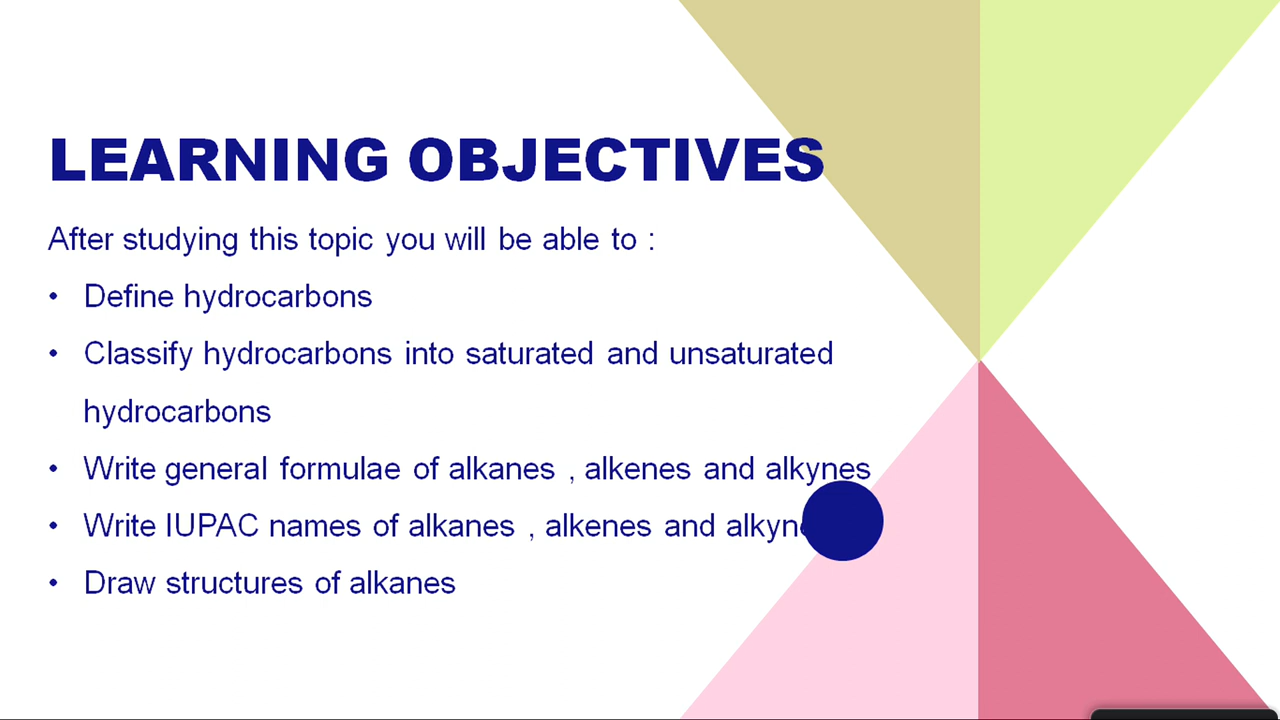 LEARNING OBJECTIVES
After studying this topic you will be able to :
• Define hydrocarbons
• Classify hydrocarbons into saturated and unsaturated
hydrocarbons
• Write general formulae of alkanes , alkenes and alkynes
• Write IUPAC names of alkanes , alkenes and
• Draw structures of alkanes